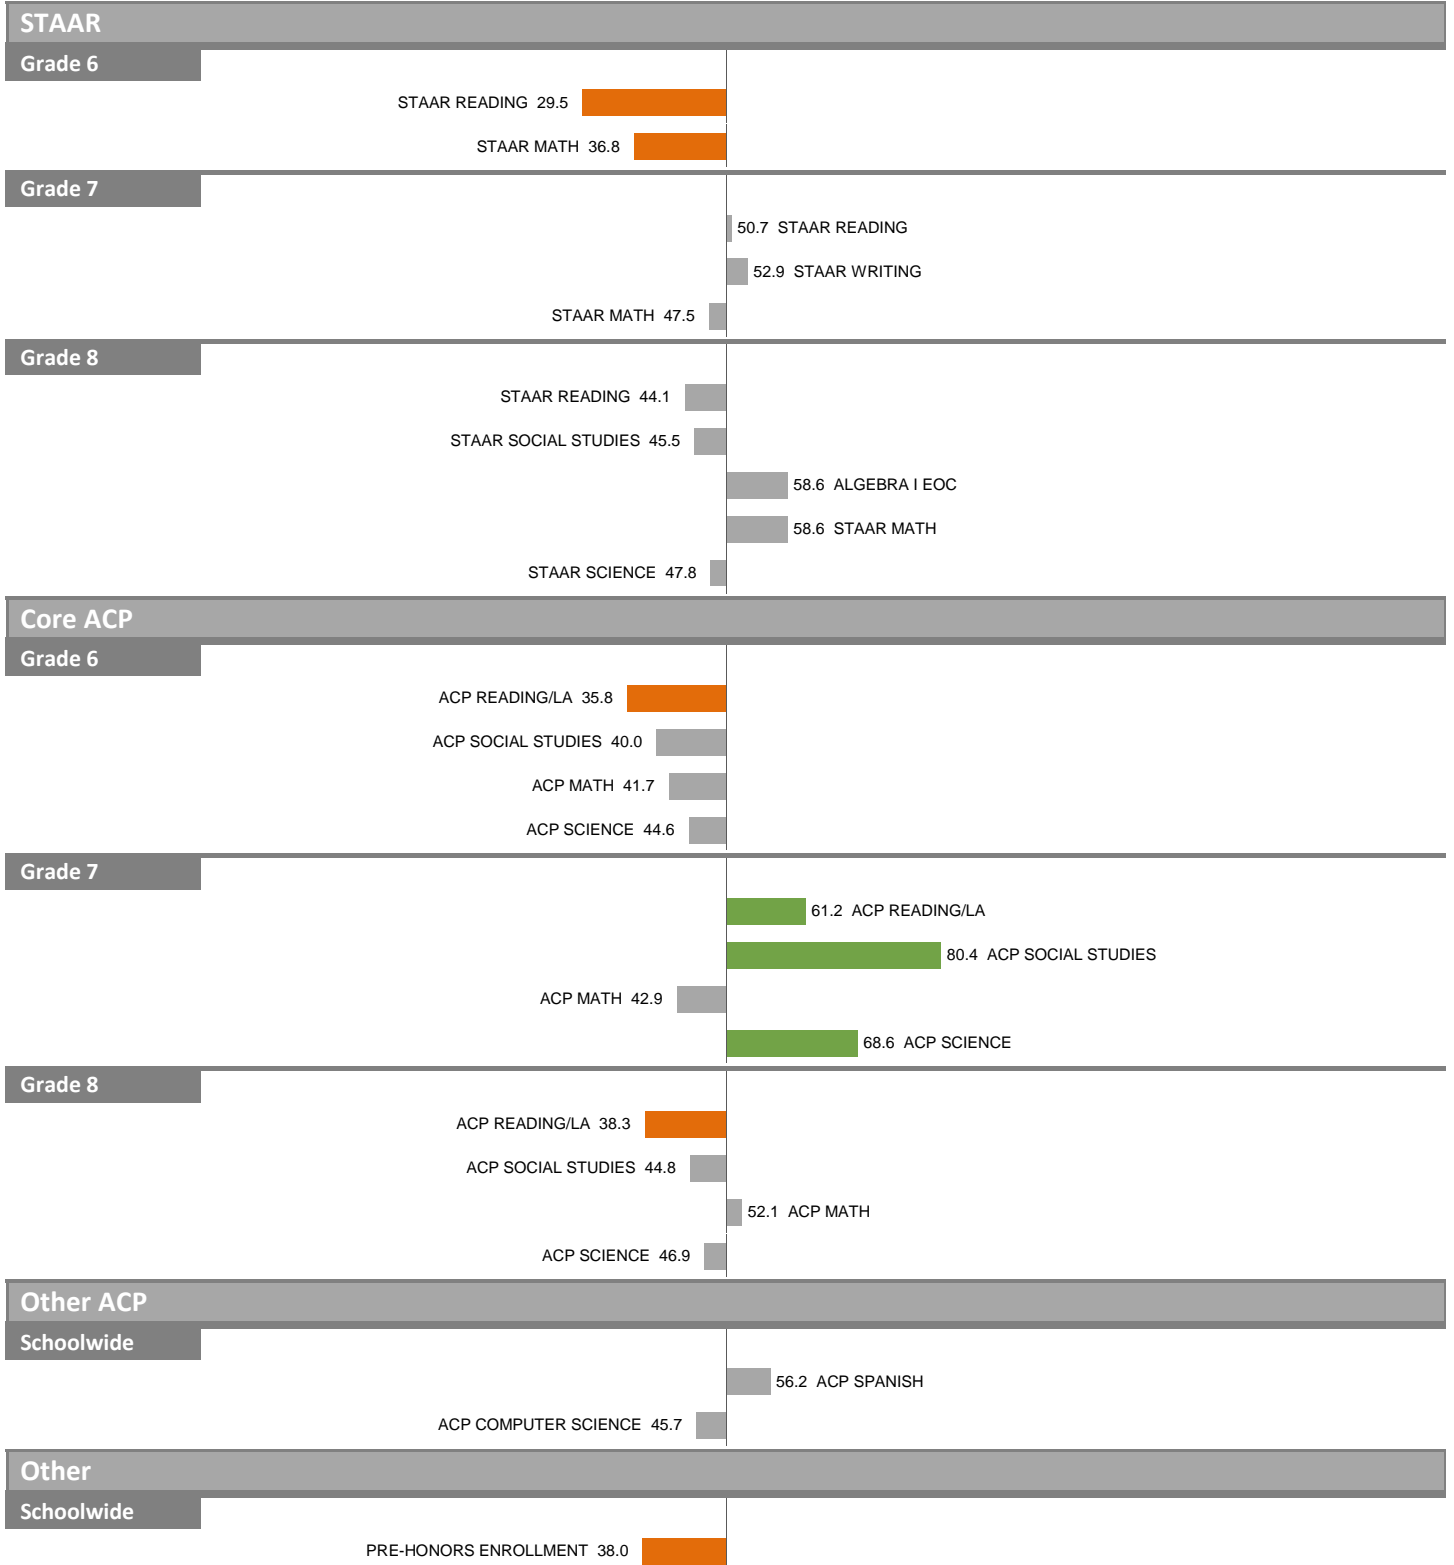 STAAR
Grade 6
STAAR READING 29.5
STAAR MATH 36.8
Grade 7
50.7 STAAR READING
52.9 STAAR WRITING
STAAR MATH 47.5
Grade 8
STAAR READING 44.1
STAAR SOCIAL STUDIES 45.5
58.6 ALGEBRA I EOC
58.6 STAAR MATH
STAAR SCIENCE 47.8
Core ACP
Grade 6
ACP READING/LA 35.8
ACP SOCIAL STUDIES 40.0
ACP MATH 41.7
ACP SCIENCE 44.6
Grade 7
61.2 ACP READING/LA
80.4 ACP SOCIAL STUDIES
ACP MATH 42.9
68.6 ACP SCIENCE
Grade 8
ACP READING/LA 38.3
ACP SOCIAL STUDIES 44.8
52.1 ACP MATH
ACP SCIENCE 46.9
Other ACP
Schoolwide
56.2 ACP SPANISH
ACP COMPUTER SCIENCE 45.7
Other
Schoolwide
PRE-HONORS ENROLLMENT 38.0